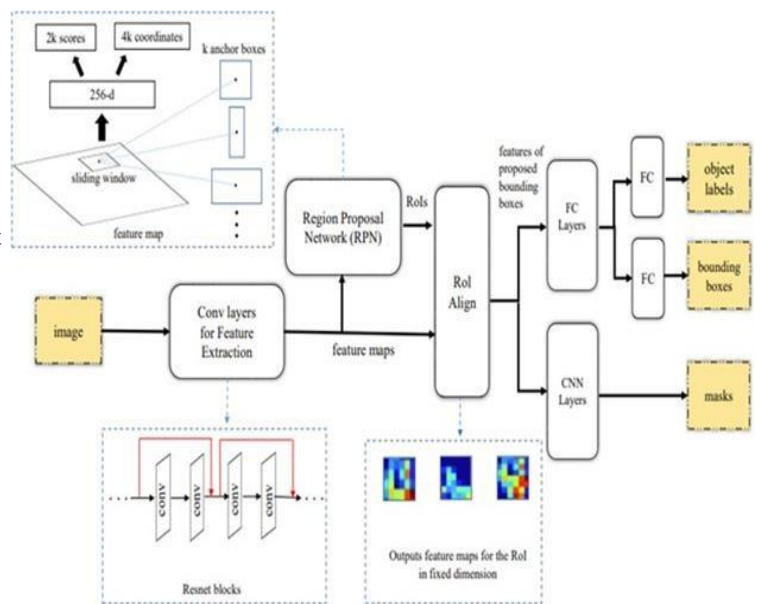 2k scores
4k coordinates
k anchor boxes
256-d
sliding window
feature map
Region Proposal
Network (RPN)
RoIs
features of
proposed
bounding
boxes
FC
Layers
FC
object
labels
FC
bounding
boxes
RoI
Align
image
Conv layers
for Feature
Extraction
feature maps
CNN
Layers
masks
conv
conv
conv
conv
Resnet blocks
Outputs feature maps for the RoI
in fixed dimension